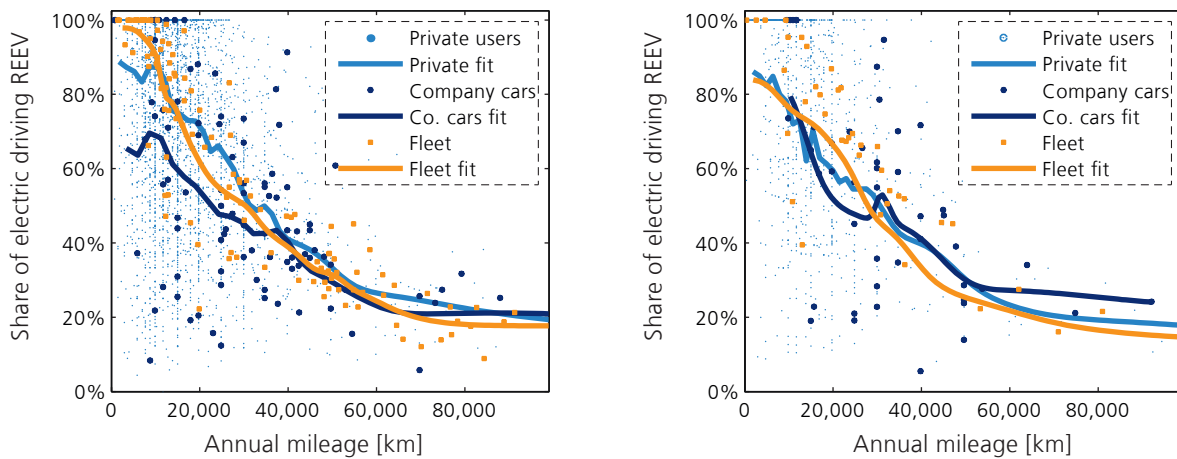 Share of electric driving REEV
100%
80%
60%
40%
20%
0%
0 20,000 40,000 60,000 80,000
Annual mileage [km]
Private users
Private fit
Company cars
Co. cars fit
Fleet
Fleet fit
Share of electric driving REEV
100%
80%
60%
40%
20%
0%
0 20,000 40,000 60,000 80,000
Annual mileage [km]
Private users
Private fit
Company cars
Co. cars fit
Fleet
Fleet fit